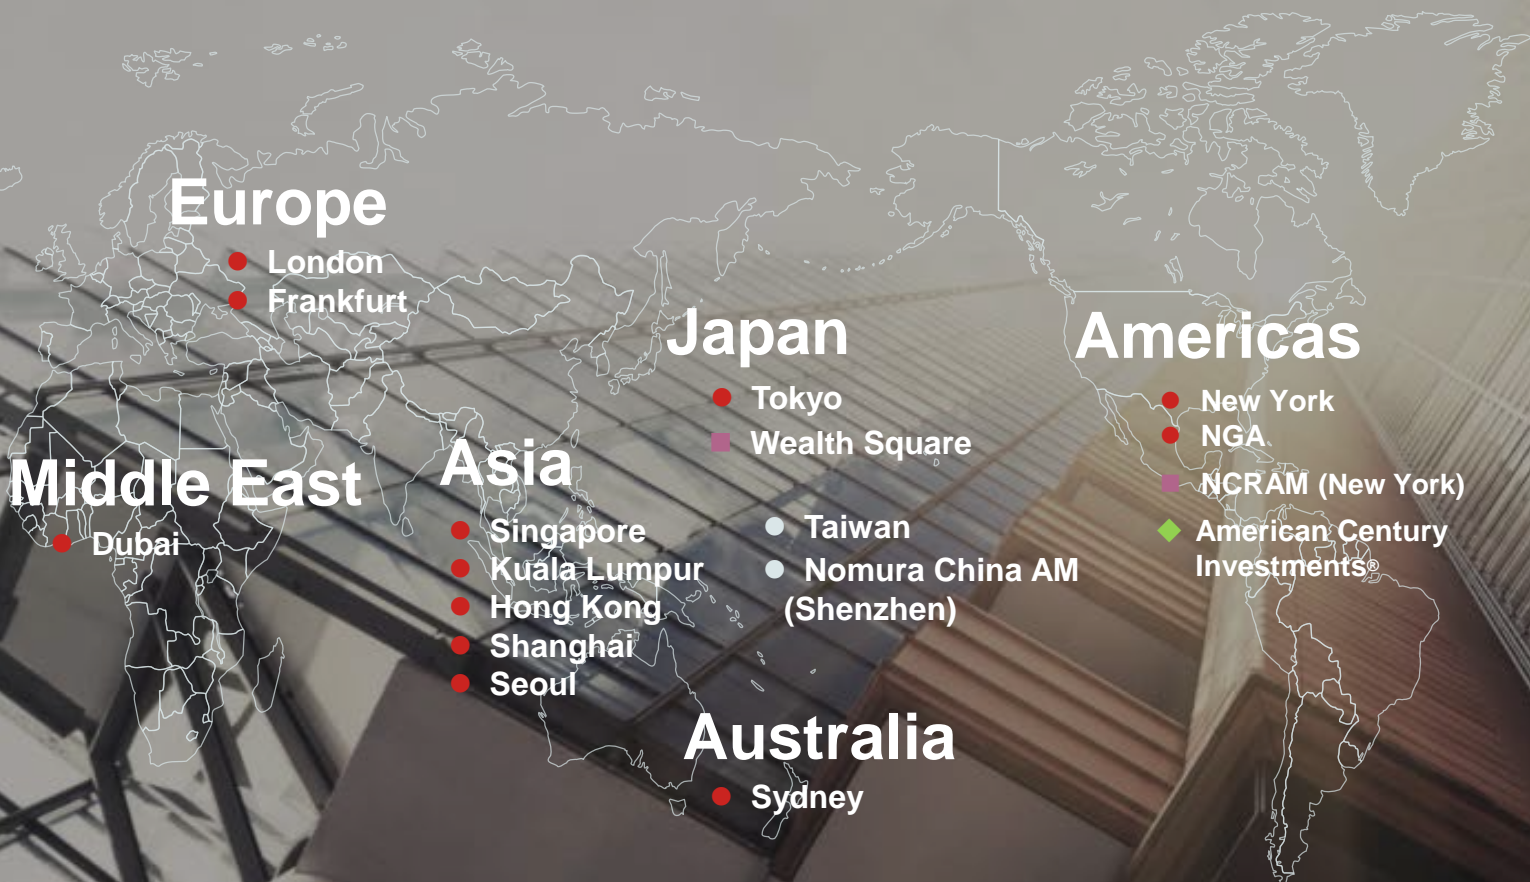 Europe
London
Frankfurt
Middle East
Dubai
Asia
Singapore
Kuala Lumpur
Hong Kong
Shanghai
Seoul
Japan
Tokyo
Wealth Square
Taiwan
Nomura China AM
(Shenzhen)
Australia
Sydney
Americas
New York
NGA
NCRAM (New York)
American Century
Investments®